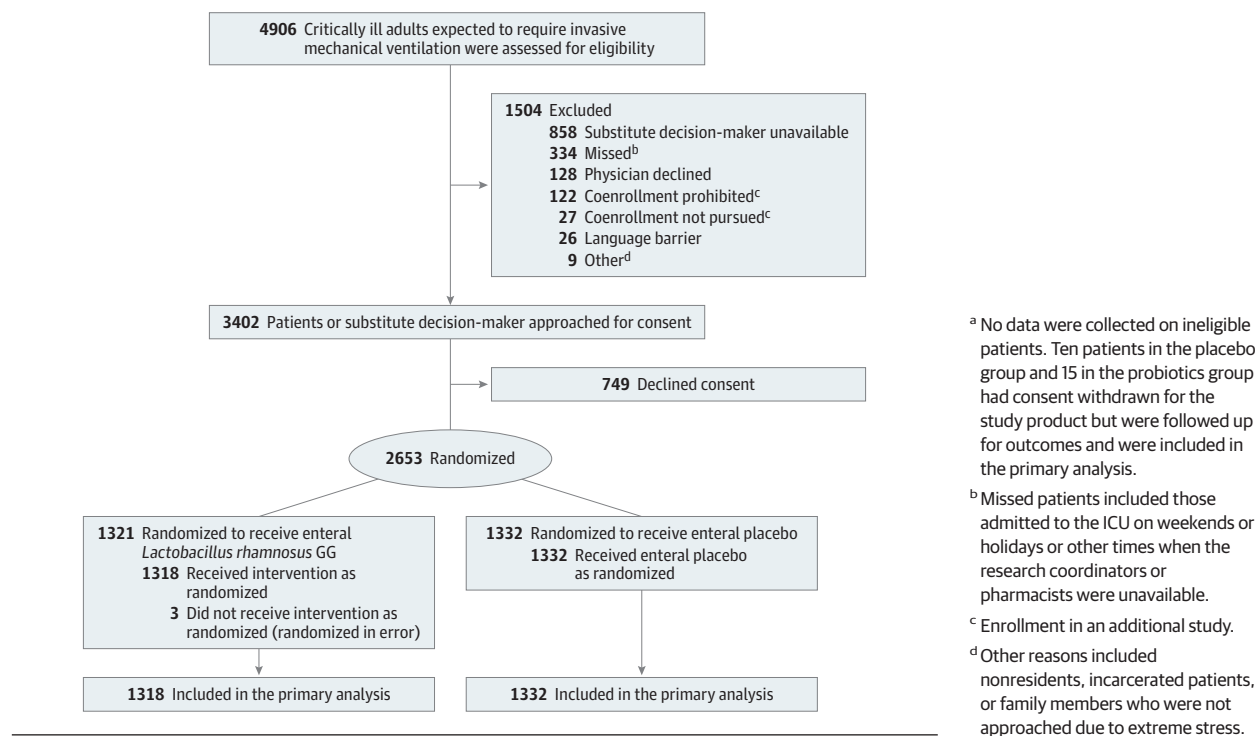 4906 Critically ill adults expected to require invasive
mechanical ventilation were assessed for eligibility
1504 Excluded
858 Substitute decision-maker unavailable
334 Missedb
128 Physician declined
122 Coenrollment prohibitedc
27 Coenrollment not pursuedc
26 Language barrier
9 Otherd
3402 Patients or substitute decision-maker approached for consent
749 Declined consent
2653 Randomized
1321 Randomized to receive enteral
Lactobacillus rhamnosus GG
1318 Received intervention as
randomized
3 Did not receive intervention as
randomized (randomized in error)
1332 Randomized to receive enteral placebo
1332 Received enteral placebo
as randomized
1318 Included in the primary analysis
1332 Included in the primary analysis
a No data were collected on ineligible
patients. Ten patients in the placebo
group and 15 in the probiotics group
had consent withdrawn for the
study product but were followed up
for outcomes and were included in
the primary analysis.
b Missed patients included those
admitted to the ICU on weekends or
holidays or other times when the
research coordinators or
pharmacists were unavailable.
c Enrollment in an additional study.
d Other reasons included
nonresidents, incarcerated patients,
or family members who were not
approached due to extreme stress.